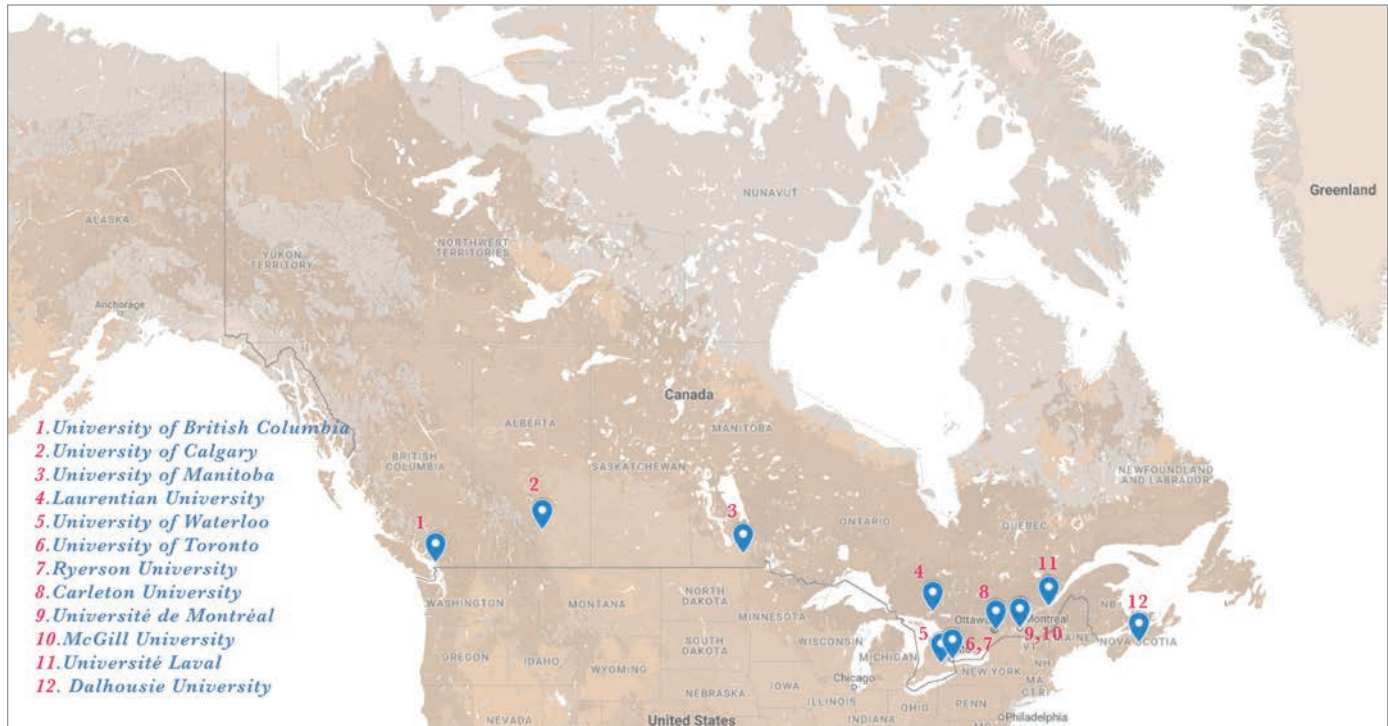 Greenland
NUNAVUT
ALASKA
NORTHWEST
TERRITORIES
YUKON
TERRITORY
Anchorage
Canada
ALBERTA
MANITOBA
BRITISH
COLUMBIA
SASKATCHEWAN
NEWFOUNDLAND
AND LABRADOR
ONTARIO
QUEBEC
1.University of British Columbia
2.University of Calgary
3.University of Manitoba
4.Laurentian University
5.University of Waterloo
6.University of Toronto
7.Ryerson University
8.Carleton University
9.Université de Montréal
10.McGill University
11.Université Laval
12. Dalhousie University
1
2
3
4
5
6,7
8
9,10
11
12
WASHINGTON
MONTANA
NORTH
DAKOTA
MINNESOTA
Ottawa
Montréal
NB
NOVA SCOTIA
OREGON
IDAHO
SOUTH
DAKOTA
WISCONSIN
MICHIGAN
VT
NH
WYOMING
NEW YORK
MA
CT RI
Chicago
IOWA
NEBRASKA
ILLINOIS
INDIANA
OHIO
PENN
Philadelphia
NEVADA
United States